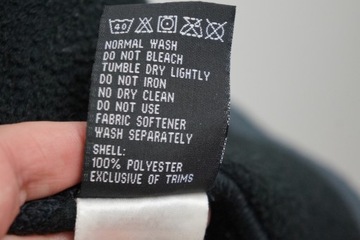 40
NORMAL WASH
DO NOT BLEACH
TUMBLE DRY LIGHTLY
DO NOT IRON
NO DRY CLEAN
DO NOT USE
FABRIC SOFTENER
WASH SEPARATELY
SHELL:
100% POLYESTER
EXCLUSIVE OF TRIMS